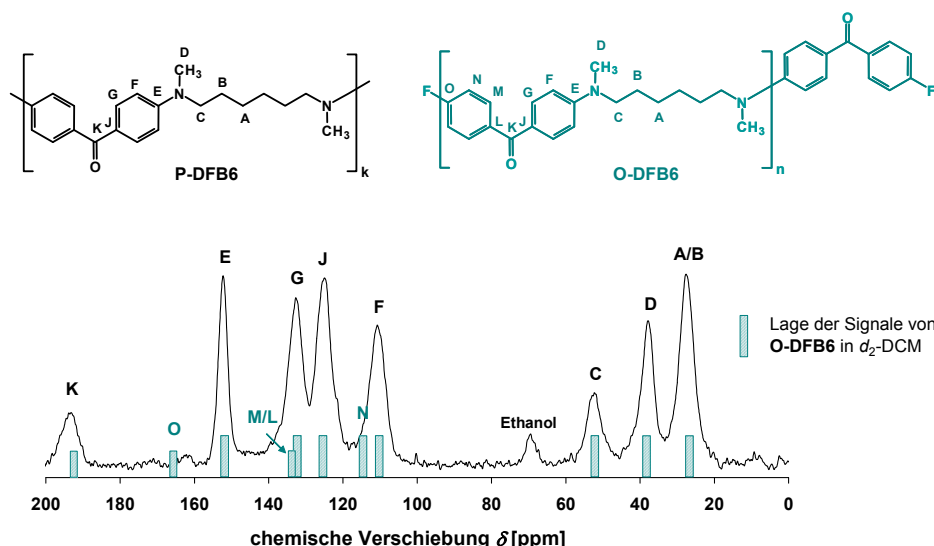 D
CH₃
F
B
G
E
N
N
K
J
C
A
CH₃
O
k
P-DFB6
D
CH₃
O
N
F
B
F
M
G
E
N
N
L
K
J
C
A
CH₃
O
n
O-DFB6
O
F
E
J
G
A/B
F
D
Lage der Signale von
O-DFB6 in d₂-DCM
K
M/L
N
C
O
Ethanol
200 180 160 140 120 100 80 60 40 20 0
chemische Verschiebung δ [ppm]